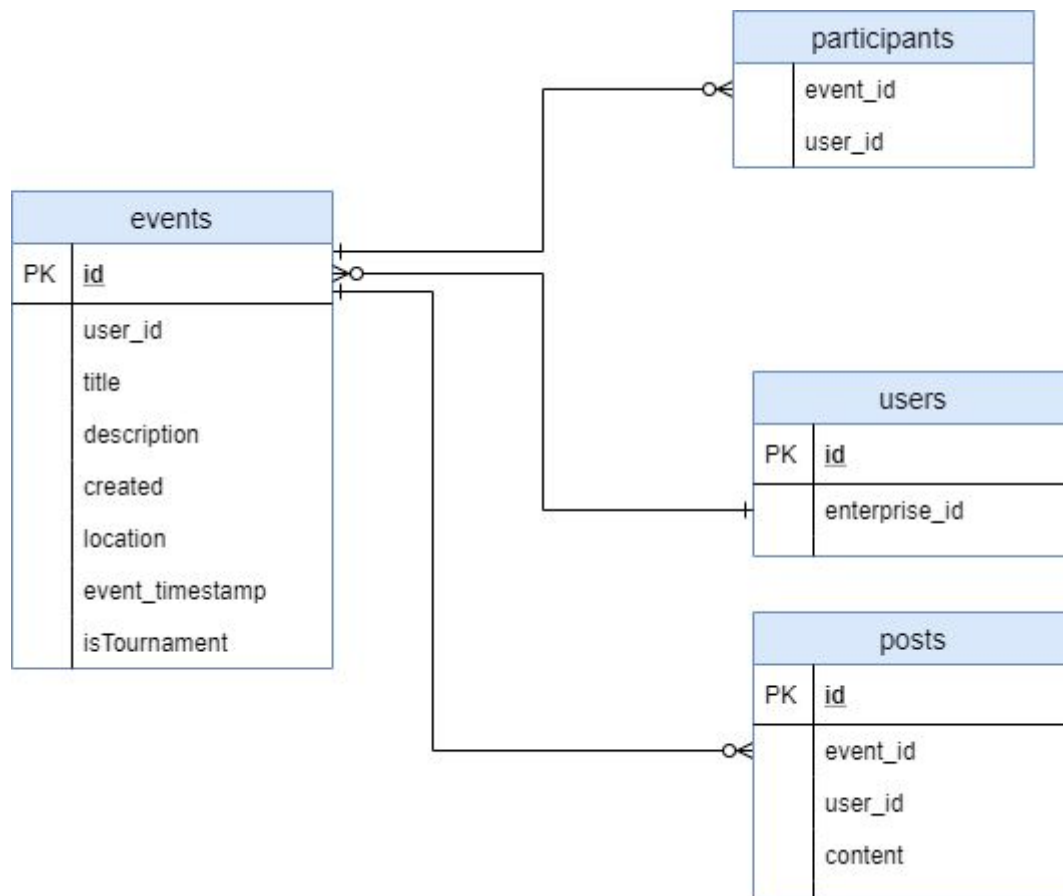 participants
event_id
user_id
events
PK id
user_id
title
description
created
location
event_timestamp
isTournament
users
PK id
enterprise_id
posts
PK id
event_id
user_id
content